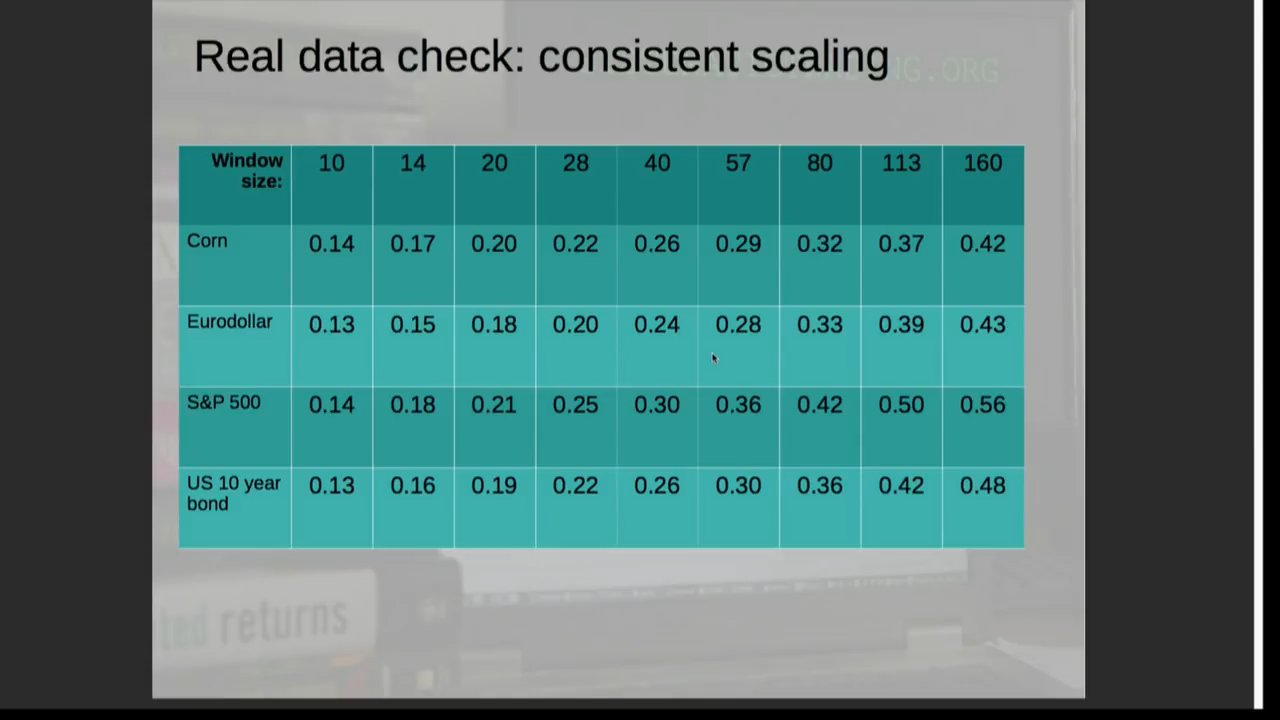 Real data check: consistent scaling
NG.ORG
Window size: 10 14 20 28 40 57 80 113 160
Corn 0.14 0.17 0.20 0.22 0.26 0.29 0.32 0.37 0.42
Eurodollar 0.13 0.15 0.18 0.20 0.24 0.28 0.33 0.39 0.43
S&P 500 0.14 0.18 0.21 0.25 0.30 0.36 0.42 0.50 0.56
US 10 year bond 0.13 0.16 0.19 0.22 0.26 0.30 0.36 0.42 0.48
ted returns